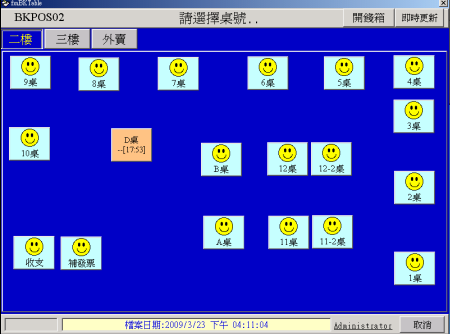 fmBKTable
BKPOS02 請選擇桌號.. 開錢箱 即時更新
二樓 三樓 外賣
9桌 8桌 7桌 6桌 5桌 4桌
3桌
10桌 D桌 B桌 12桌 12-2桌
--[17:53]
2桌
A桌 11桌 11-2桌
收支 補發票 1桌
檔案日期:2009/3/23 下午 04:11:04 Administrator 取消